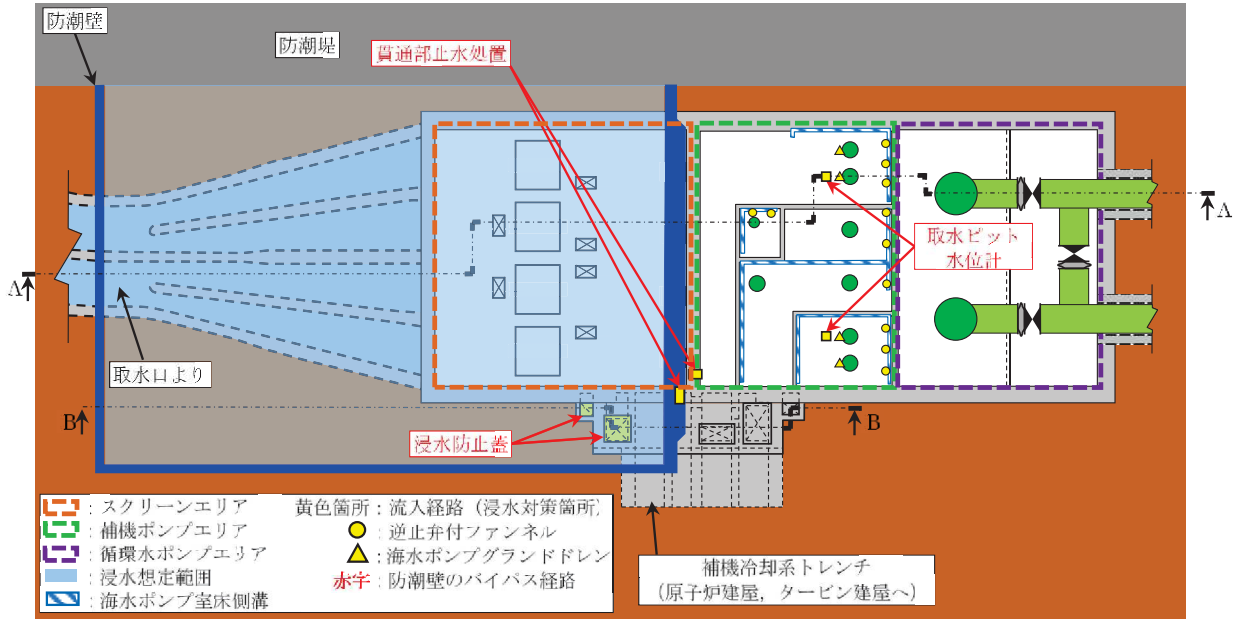 防潮壁
防潮堤
貫通部止水処置
取水ピット
水位計
A
A
取水口より
B
B
浸水防止蓋
スクリーンエリア
補機ポンプエリア
循環水ポンプエリア
浸水想定範囲
海水ポンプ室床側溝
黄色箇所：流入経路（浸水対策箇所）
：逆止弁付ファンネル
：海水ポンプグランドドレン
赤字：防潮壁のバイパス経路
補機冷却系トレンチ
（原子炉建屋，タービン建屋へ）